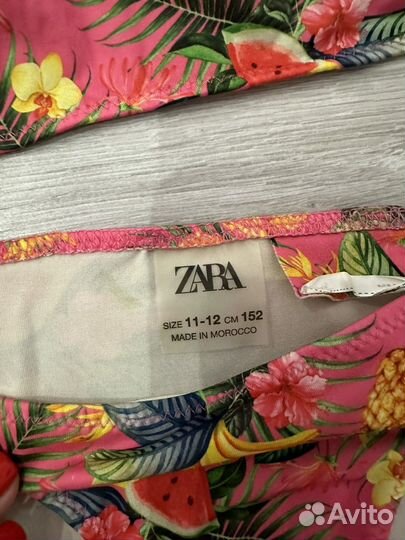 ZARA
SIZE 11-12 CM 152
MADE IN MOROCCO
Avito